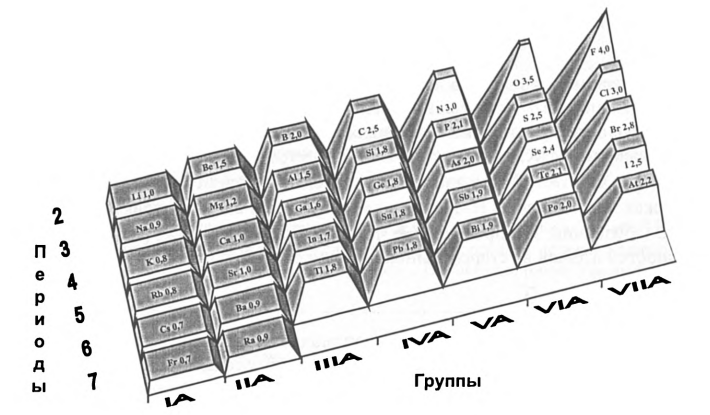 Li 1,0 Be 1,5 B 2,0 C 2,5 N 3,0 O 3,5 F 4,0
Na 0,9 Mg 1,2 Al 1,5 Si 1,8 P 2,1 S 2,5 Cl 3,0
K 0,8 Ca 1,0 Ga 1,6 Ge 1,8 As 2,0 Se 2,4 Br 2,8
Rb 0,8 Sr 1,0 In 1,7 Sn 1,8 Sb 1,9 Te 2,1 I 2,5
Cs 0,7 Ba 0,9 Tl 1,8 Pb 1,8 Bi 1,9 Po 2,0 At 2,2
Fr 0,7 Ra 0,9
Периоды
2
3
4
5
6
7
IA IIA IIIA IVA VA VIA VIIA
Группы